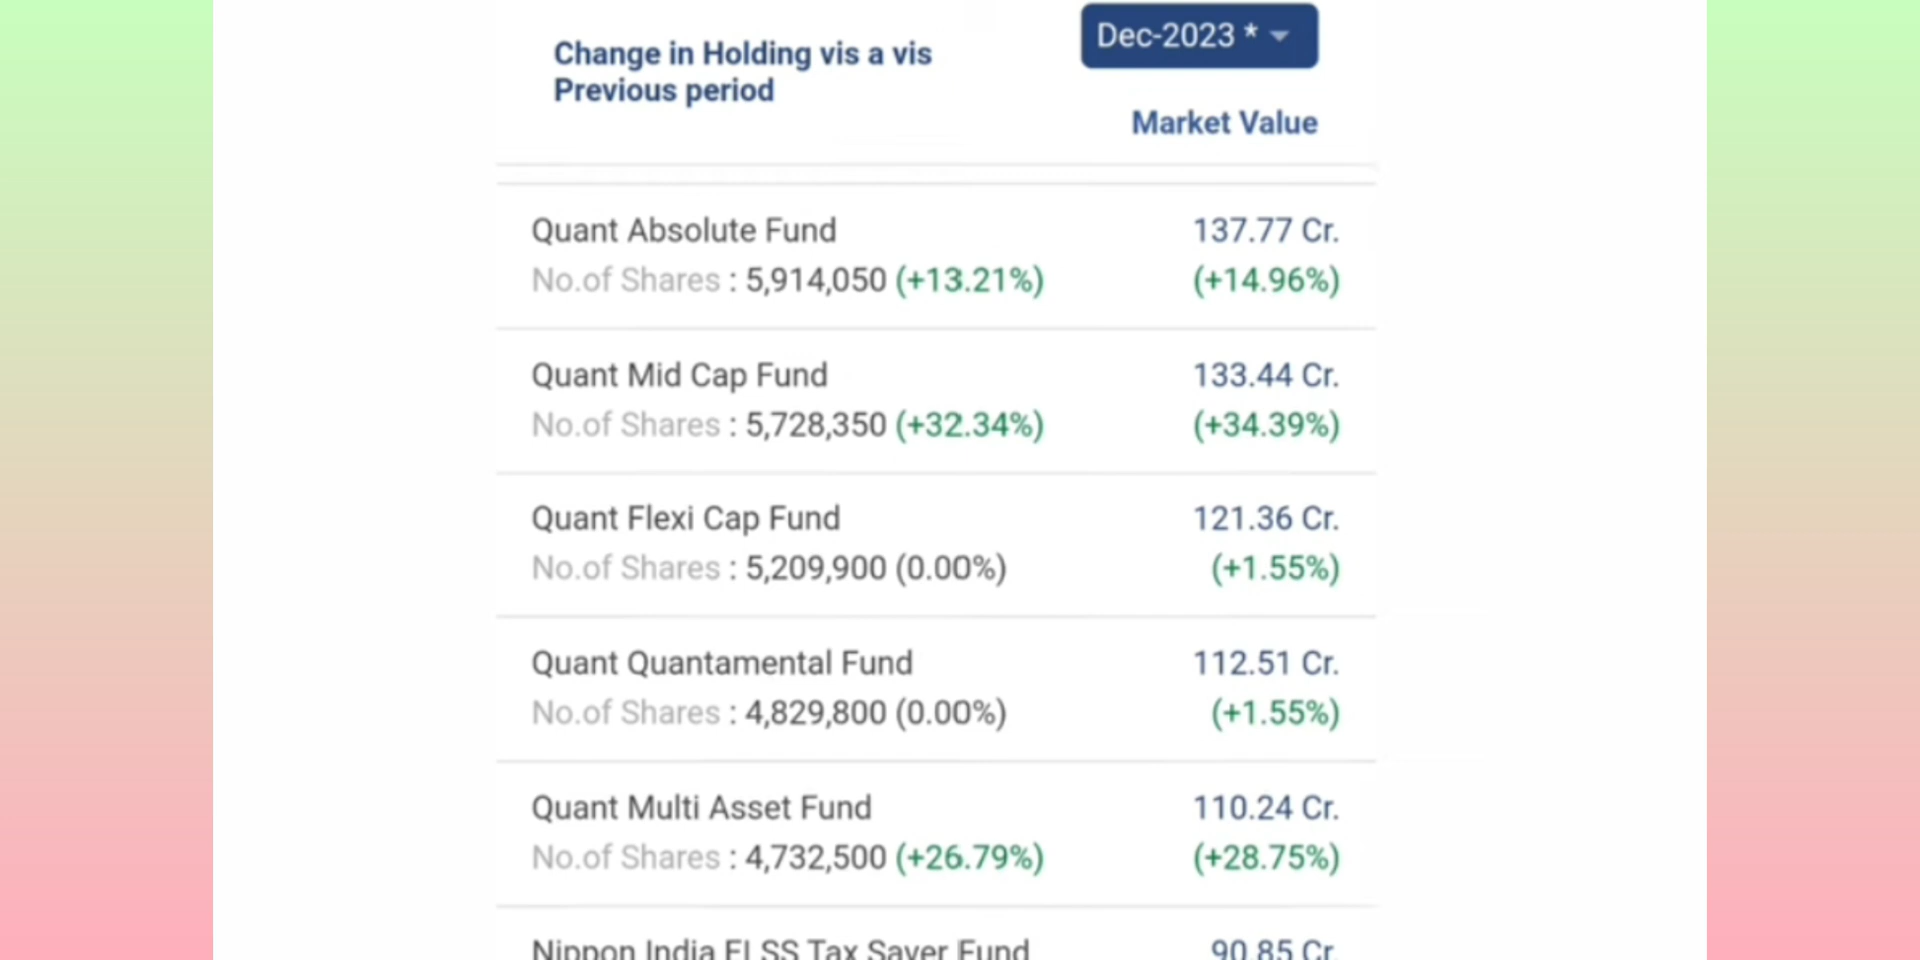 Change in Holding vis a vis
Previous period
Dec-2023 *
Market Value
Quant Absolute Fund
137.77 Cr.
No.of Shares : 5,914,050 (+13.21%)
(+14.96%)
Quant Mid Cap Fund
133.44 Cr.
No.of Shares : 5,728,350 (+32.34%)
(+34.39%)
Quant Flexi Cap Fund
121.36 Cr.
No.of Shares : 5,209,900 (0.00%)
(+1.55%)
Quant Quantamental Fund
112.51 Cr.
No.of Shares : 4,829,800 (0.00%)
(+1.55%)
Quant Multi Asset Fund
110.24 Cr.
No.of Shares : 4,732,500 (+26.79%)
(+28.75%)
Nippon India ELSS Tax Saver Fund
90.85 Cr.